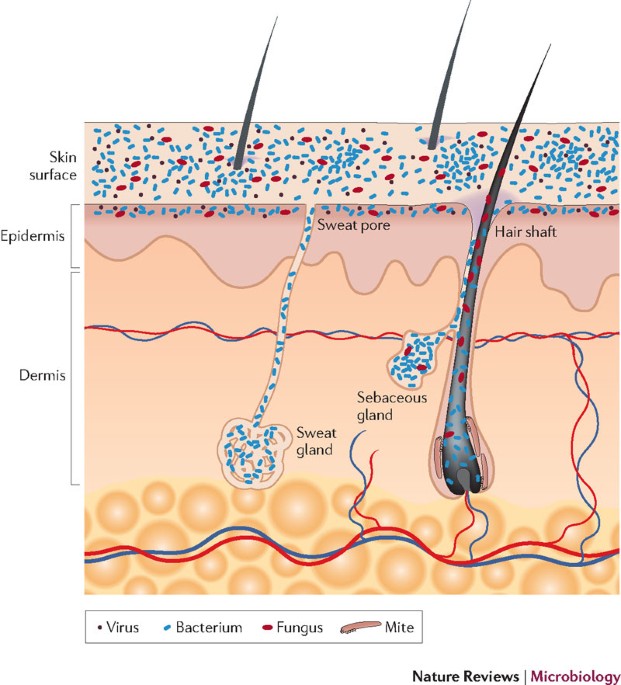 Skin
surface
Epidermis
Sweat pore
Hair shaft
Dermis
Sebaceous
gland
Sweat
gland
Virus
Bacterium
Fungus
Mite
Nature Reviews | Microbiology